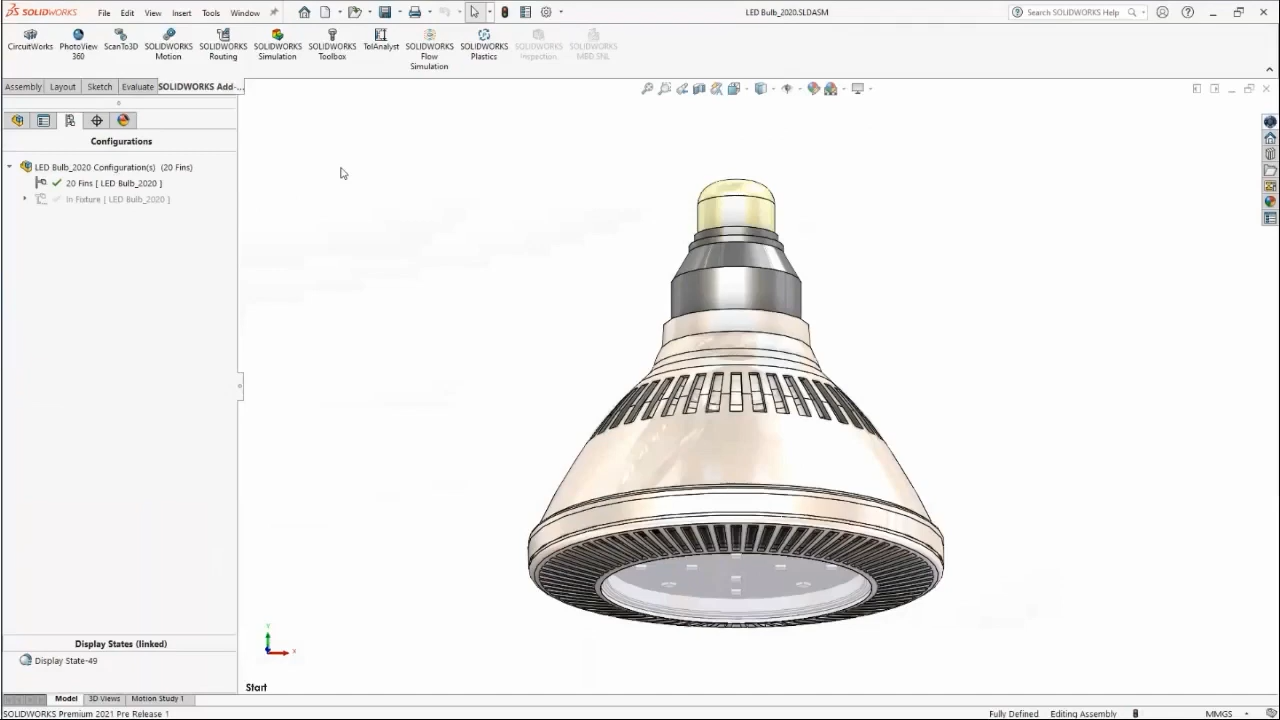 SOLIDWORKS File Edit View Insert Tools Window LED Bulb_2020.SLDASM Search SOLIDWORKS Help
CircuitWorks PhotoView 360 ScanTo3D SOLIDWORKS Motion SOLIDWORKS Routing SOLIDWORKS Simulation SOLIDWORKS Toolbox TolAnalyst SOLIDWORKS Flow Simulation SOLIDWORKS Plastics SOLIDWORKS Inspection SOLIDWORKS MBD SNL
Assembly Layout Sketch Evaluate SOLIDWORKS Add-...
Configurations
LED Bulb_2020 Configuration(s) (20 Fins)
20 Fins [ LED Bulb_2020 ]
In Fixture [ LED Bulb_2020 ]
Display States (linked)
Display State-49
Y
X
Start
Model 3D Views Motion Study 1
SOLIDWORKS Premium 2021 Pre Release 1 Fully Defined Editing Assembly MMGS